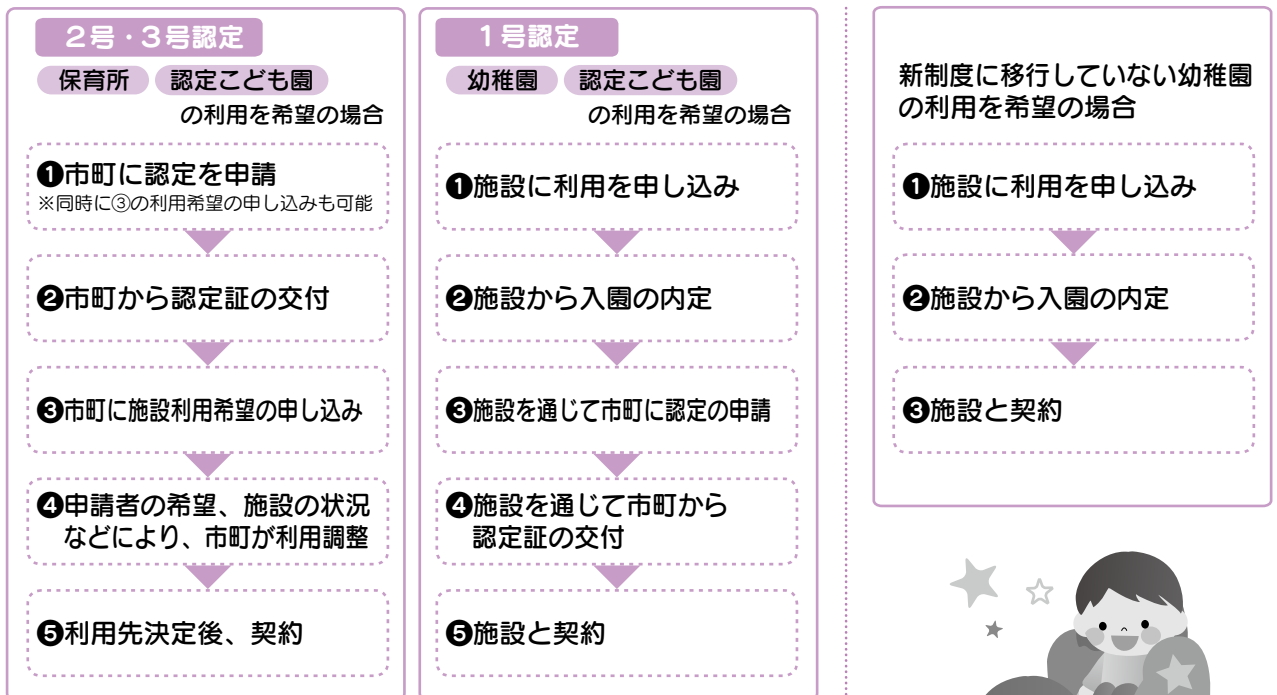 2号・3号認定
保育所 認定こども園
の利用を希望の場合
❶市町に認定を申請
※同時に③の利用希望の申し込みも可能
❷市町から認定証の交付
❸市町に施設利用希望の申し込み
❹申請者の希望、施設の状況
などにより、市町が利用調整
❺利用先決定後、契約
1号認定
幼稚園 認定こども園
の利用を希望の場合
❶施設に利用を申し込み
❷施設から入園の内定
❸施設を通じて市町に認定の申請
❹施設を通じて市町から
認定証の交付
❺施設と契約
新制度に移行していない幼稚園
の利用を希望の場合
❶施設に利用を申し込み
❷施設から入園の内定
❸施設と契約